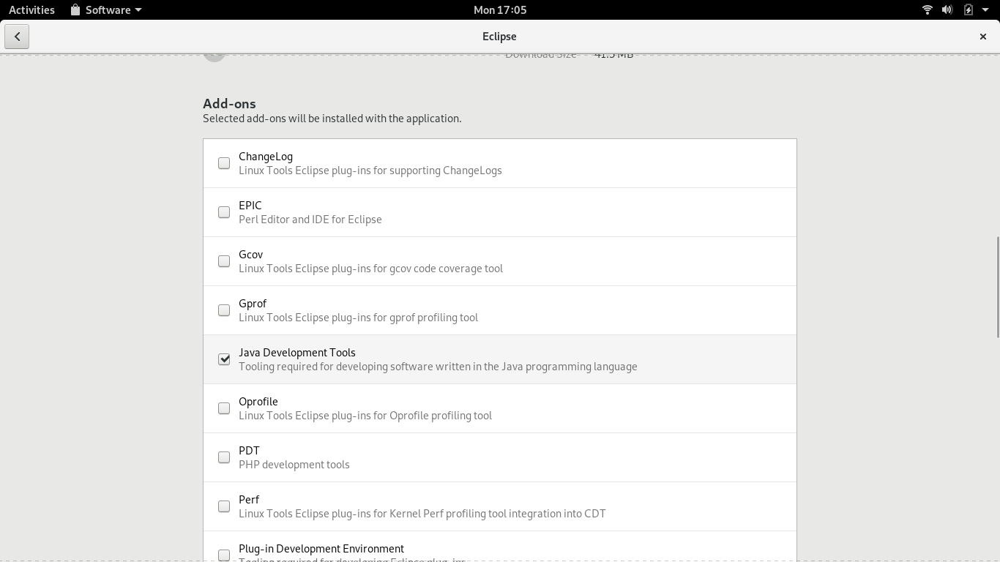 Activities Software Mon 17:05
Eclipse
Download Size 41.5 MB
Add-ons
Selected add-ons will be installed with the application.
ChangeLog
Linux Tools Eclipse plug-ins for supporting ChangeLogs
EPIC
Perl Editor and IDE for Eclipse
Gcov
Linux Tools Eclipse plug-ins for gcov code coverage tool
Gprof
Linux Tools Eclipse plug-ins for gprof profiling tool
Java Development Tools
Tooling required for developing software written in the Java programming language
Oprofile
Linux Tools Eclipse plug-ins for Oprofile profiling tool
PDT
PHP development tools
Perf
Linux Tools Eclipse plug-ins for Kernel Perf profiling tool integration into CDT
Plug-in Development Environment
Tooling required for developing Eclipse plug-ins